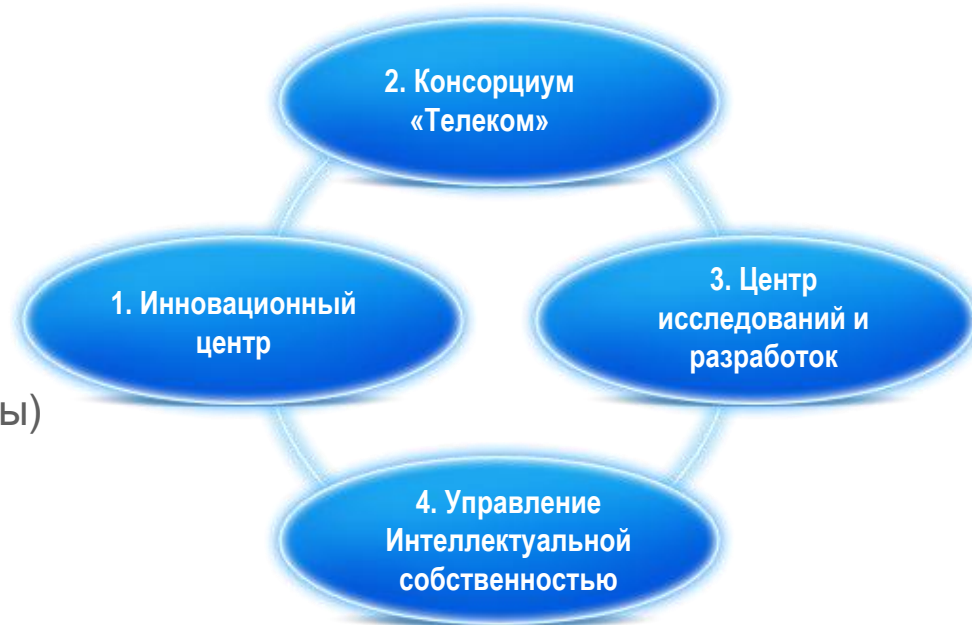 2. Консорциум
«Телеком»
1. Инновационный
центр
3. Центр
исследований и
разработок
ы)
4. Управление
Интеллектуальной
собственностью